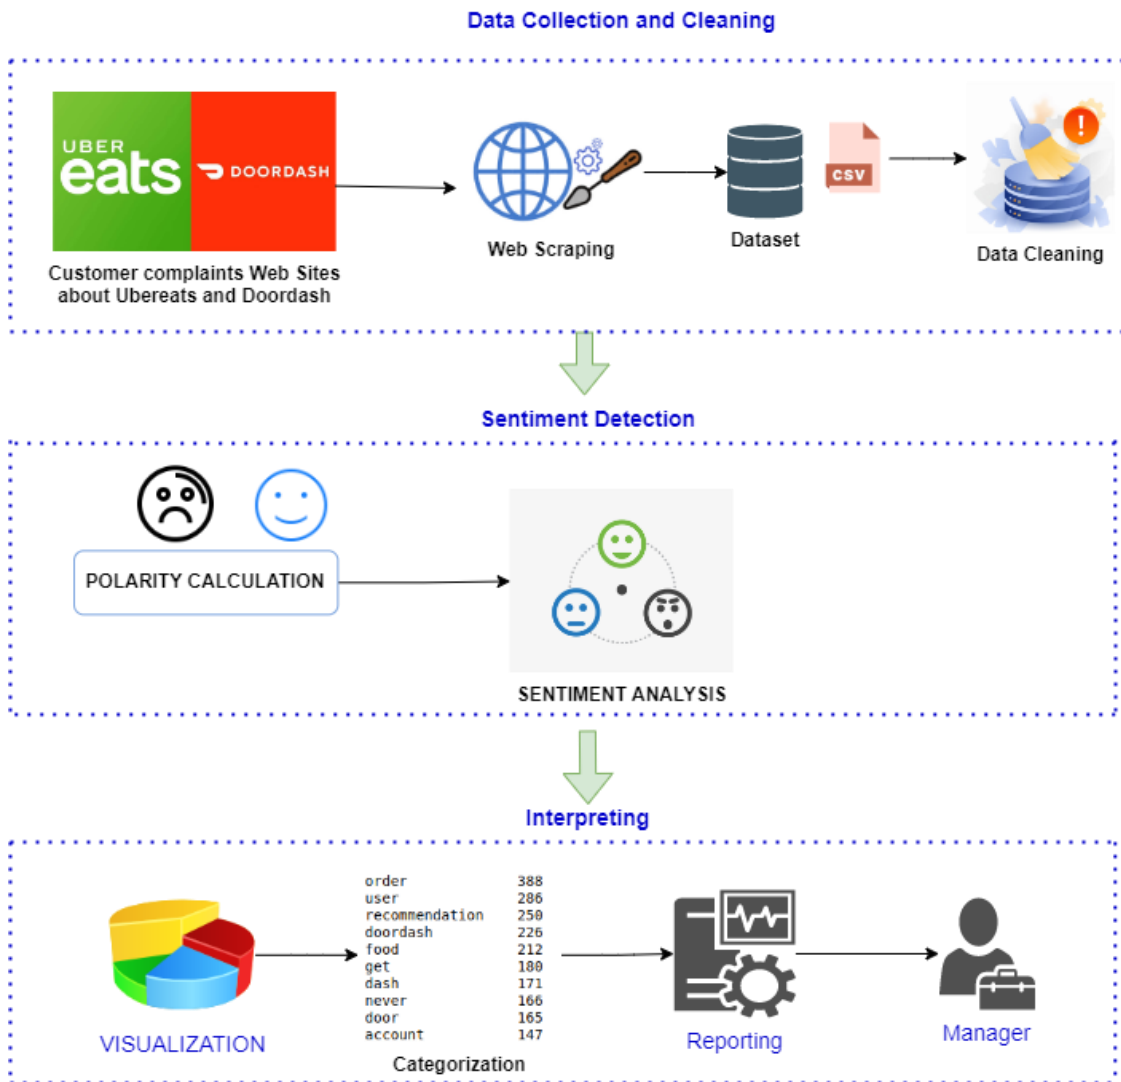 Data Collection and Cleaning
UBER
eats
DOORDASH
CSV
!
Web Scraping
Dataset
Data Cleaning
Customer complaints Web Sites
about Ubereats and Doordash
Sentiment Detection
POLARITY CALCULATION
SENTIMENT ANALYSIS
Interpreting
order 388
user 286
recommendation 250
doordash 226
food 212
get 180
dash 171
never 166
door 165
account 147
VISUALIZATION
Categorization
Reporting
Manager